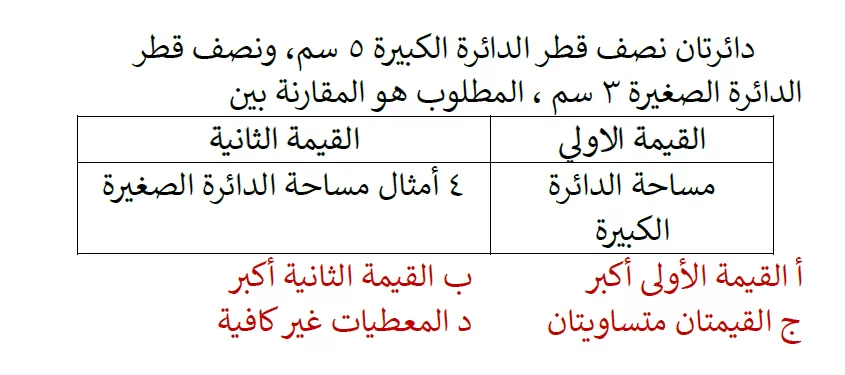 دائرتان نصف قطر الدائرة الكبيرة ٥ سم، ونصف قطر
الدائرة الصغيرة ٣ سم ، المطلوب هو المقارنة بين
القيمة الاولي القيمة الثانية
مساحة الدائرة ٤ أمثال مساحة الدائرة الصغيرة
الكبيرة
أ القيمة الأولى أكبر ب القيمة الثانية أكبر
ج القيمتان متساويتان د المعطيات غير كافية